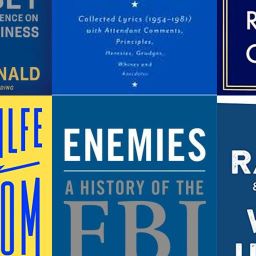 ENCE ON
INESS
NALD
DING
Collected Lyrics (1954–1981)
with Attendant Comments,
Principles,
Heresies, Grudges,
Whines and
Anecdotes
R
ENEMIES
A HISTORY OF THE
FBI
OM
RA
&